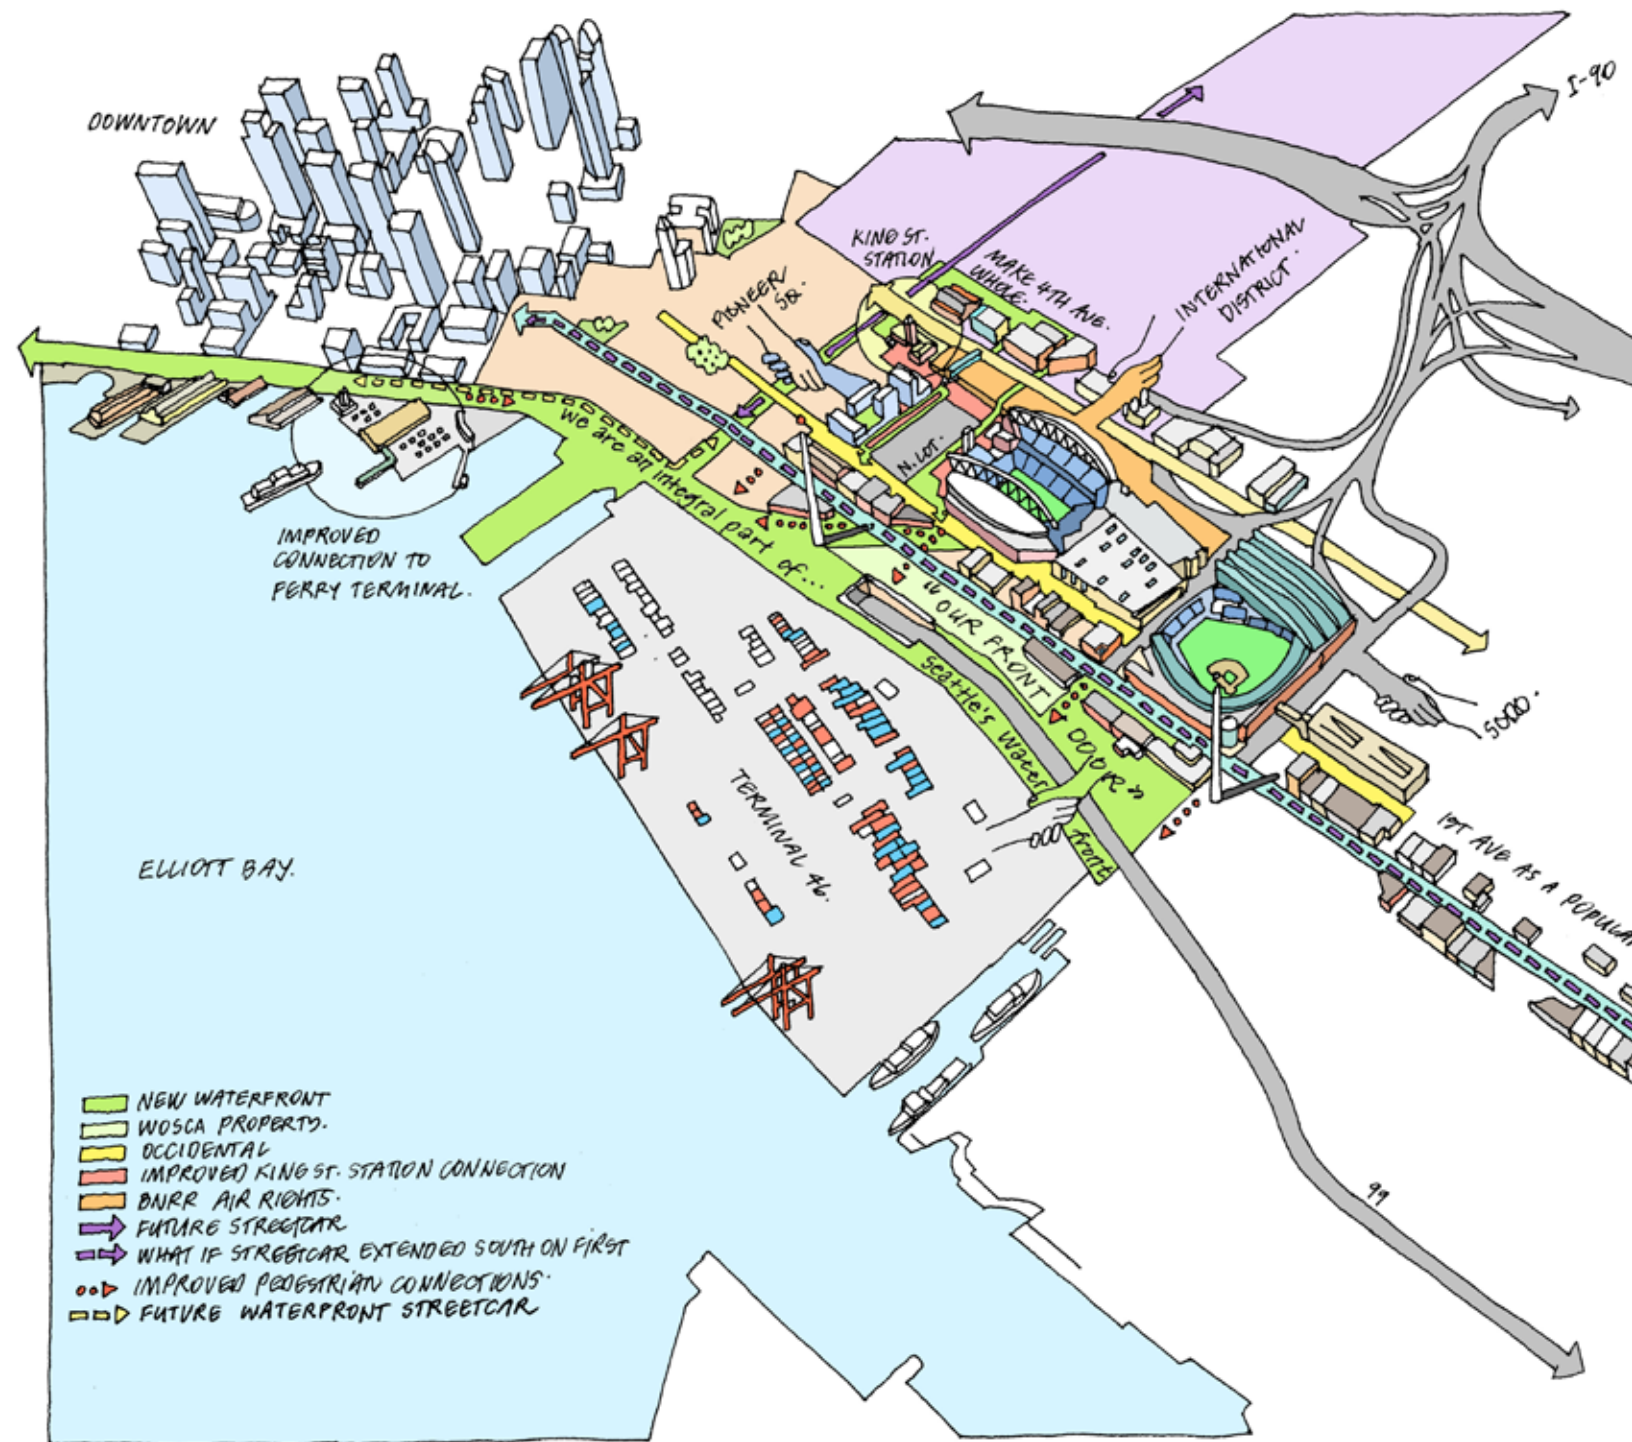 DOWNTOWN
I-90
KING ST.
STATION
MAKE 4TH AVE.
WHOLE.
INTERNATIONAL
DISTRICT.
PIONEER
SQ.
N. LOT.
we are an integral part of...
"OUR FRONT
DOOR"
seattle's water
front
IMPROVED
CONNECTION TO
FERRY TERMINAL.
SODO.
TERMINAL 46.
1ST AVE AS A POPULA
ELLIOTT BAY.
99
NEW WATERFRONT
WOSCA PROPERTY.
OCCIDENTAL
IMPROVED KING ST. STATION CONNECTION
BNRR AIR RIGHTS.
FUTURE STREETCAR
WHAT IF STREETCAR EXTENDED SOUTH ON FIRST
IMPROVED PEDESTRIAN CONNECTIONS.
FUTURE WATERFRONT STREETCAR